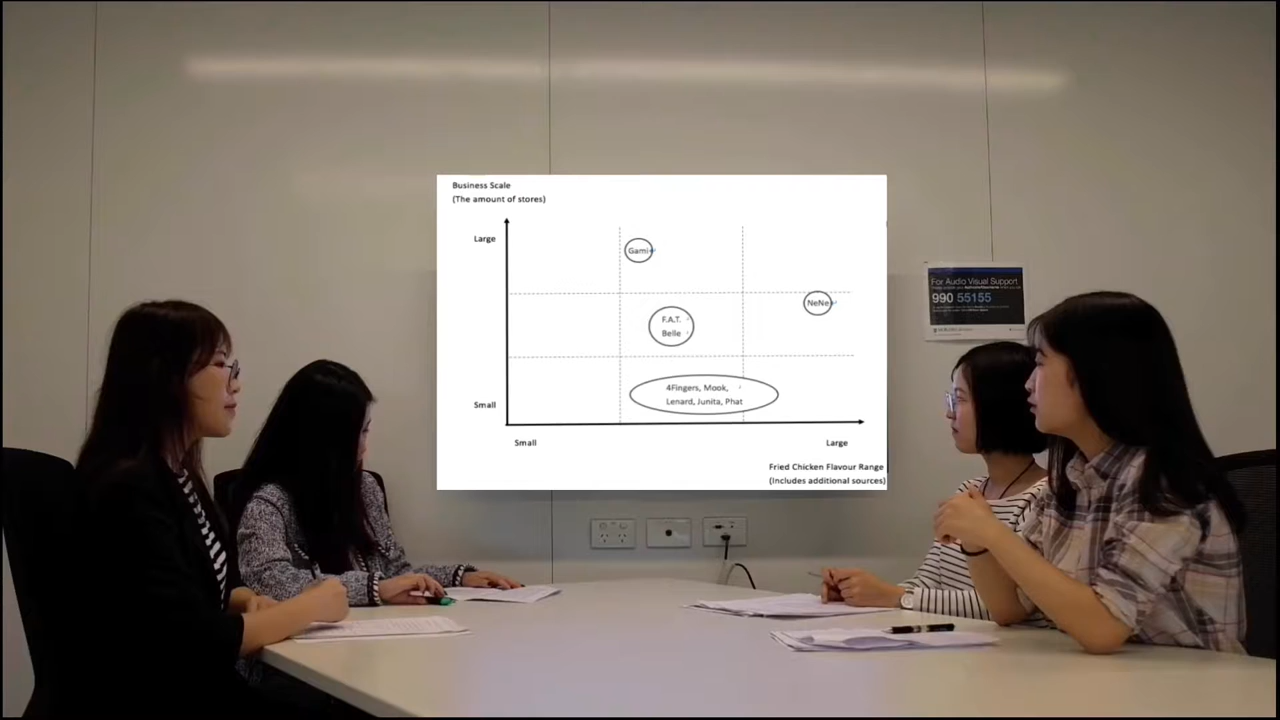 Business Scale
(The amount of stores)
Large
Gami
NeNe
F.A.T.
Belle
4Fingers, Mook,
Lenard, Junita, Phat
Small
Small
Large
Fried Chicken Flavour Range
(Includes additional sources)
For Audio Visual Support
990 55155